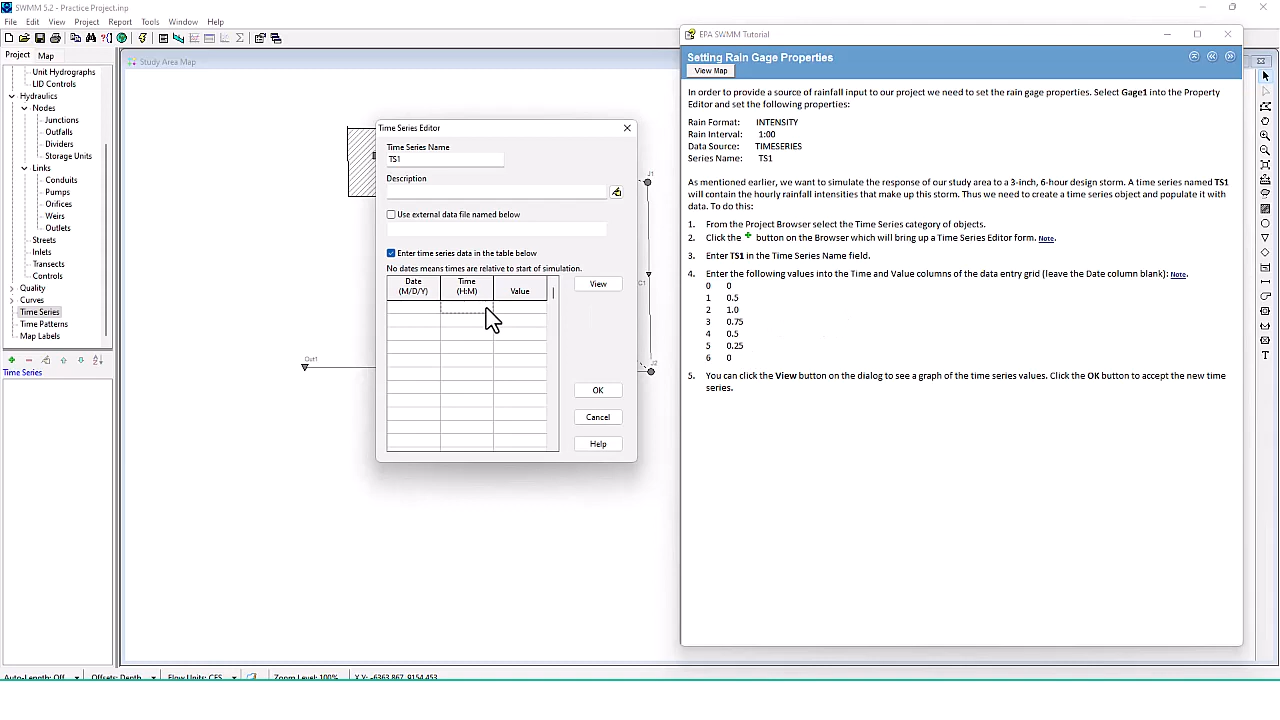 SWMM 5.2 - Practice Project.inp
File Edit View Project Report Tools Window Help
Project Map
Unit Hydrographs
LID Controls
Hydraulics
Nodes
Junctions
Outfalls
Dividers
Storage Units
Links
Conduits
Pumps
Orifices
Weirs
Outlets
Streets
Inlets
Transects
Controls
Quality
Curves
Time Series
Time Patterns
Map Labels
Time Series
Study Area Map
Out1
J1
C1
J2
Time Series Editor
Time Series Name
TS1
Description
Use external data file named below
Enter time series data in the table below
No dates means times are relative to start of simulation.
Date (M/D/Y) Time (H:M) Value
View
OK
Cancel
Help
EPA SWMM Tutorial
Setting Rain Gage Properties
View Map
In order to provide a source of rainfall input to our project we need to set the rain gage properties. Select Gage1 into the Property
Editor and set the following properties:
Rain Format: INTENSITY
Rain Interval: 1:00
Data Source: TIMESERIES
Series Name: TS1
As mentioned earlier, we want to simulate the response of our study area to a 3-inch, 6-hour design storm. A time series named TS1
will contain the hourly rainfall intensities that make up this storm. Thus we need to create a time series object and populate it with
data. To do this:
1. From the Project Browser select the Time Series category of objects.
2. Click the + button on the Browser which will bring up a Time Series Editor form. Note.
3. Enter TS1 in the Time Series Name field.
4. Enter the following values into the Time and Value columns of the data entry grid (leave the Date column blank): Note.
0 0
1 0.5
2 1.0
3 0.75
4 0.5
5 0.25
6 0
5. You can click the View button on the dialog to see a graph of the time series values. Click the OK button to accept the new time
series.
Auto-Length: Off Offsets: Depth Flow Units: CFS Zoom Level: 100% X,Y: -6363.867, 9154.453